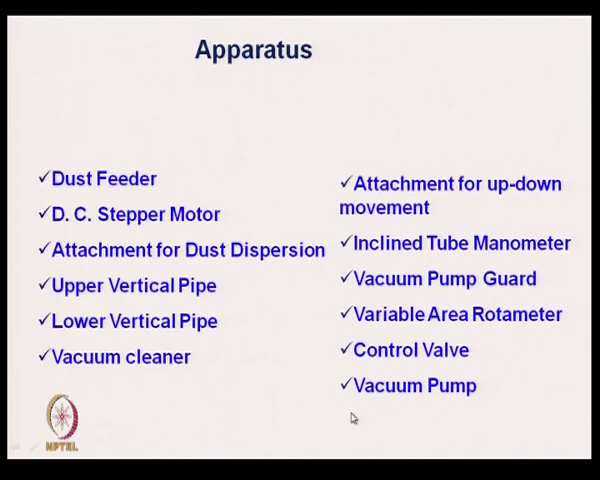 Apparatus
✓Dust Feeder
✓D. C. Stepper Motor
✓Attachment for Dust Dispersion
✓Upper Vertical Pipe
✓Lower Vertical Pipe
✓Vacuum cleaner
✓Attachment for up-down
movement
✓Inclined Tube Manometer
✓Vacuum Pump Guard
✓Variable Area Rotameter
✓Control Valve
✓Vacuum Pump
NPTEL